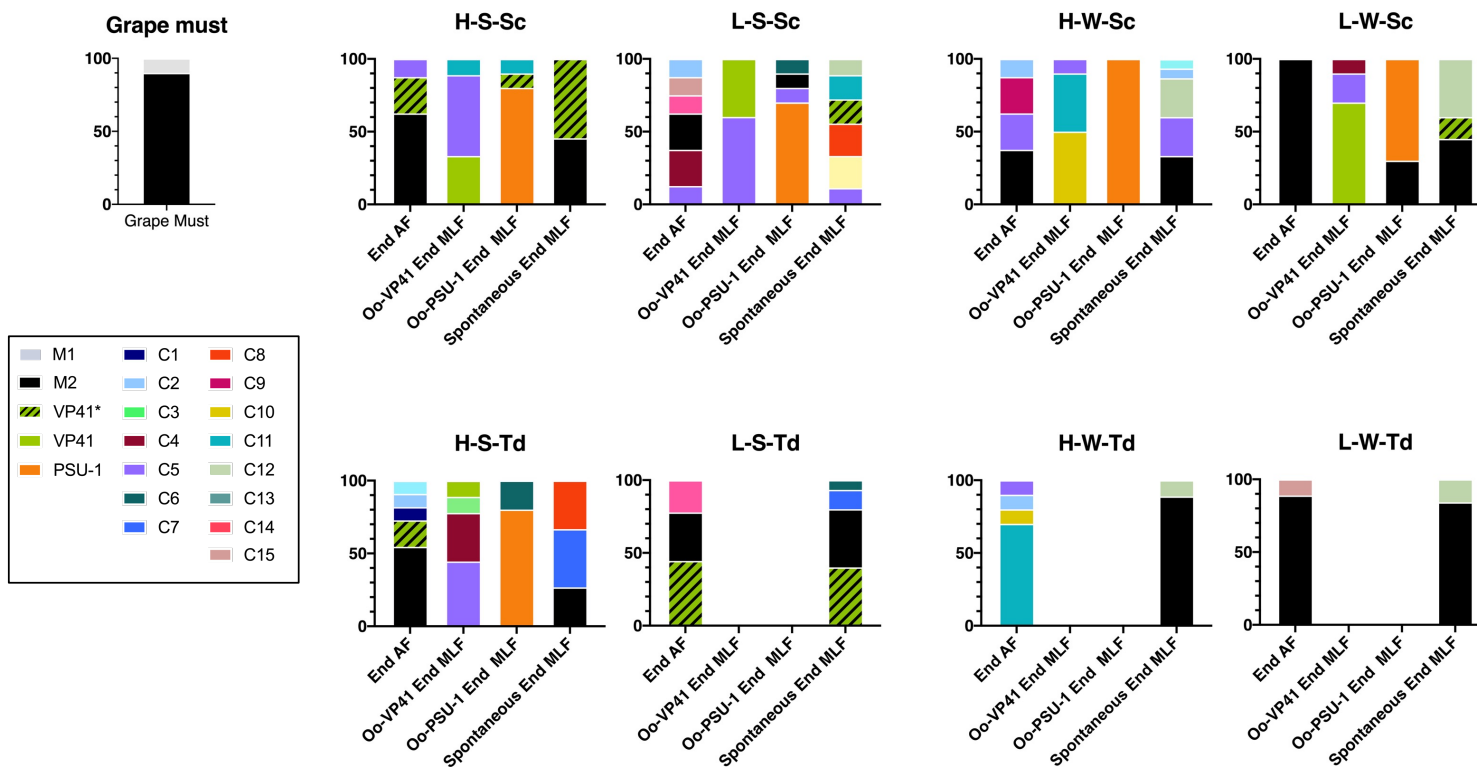 Grape must
100
50
0
Grape Must
H-S-Sc
100
50
0
End AF
Oo-VP41 End MLF
Oo-PSU-1 End MLF
Spontaneous End MLF
L-S-Sc
100
50
0
End AF
Oo-VP41 End MLF
Oo-PSU-1 End MLF
Spontaneous End MLF
H-W-Sc
100
50
0
End AF
Oo-VP41 End MLF
Oo-PSU-1 End MLF
Spontaneous End MLF
L-W-Sc
100
50
0
End AF
Oo-VP41 End MLF
Oo-PSU-1 End MLF
Spontaneous End MLF
M1
M2
VP41*
VP41
PSU-1
C1
C2
C3
C4
C5
C6
C7
C8
C9
C10
C11
C12
C13
C14
C15
H-S-Td
100
50
0
End AF
Oo-VP41 End MLF
Oo-PSU-1 End MLF
Spontaneous End MLF
L-S-Td
100
50
0
End AF
Oo-VP41 End MLF
Oo-PSU-1 End MLF
Spontaneous End MLF
H-W-Td
100
50
0
End AF
Oo-VP41 End MLF
Oo-PSU-1 End MLF
Spontaneous End MLF
L-W-Td
100
50
0
End AF
Oo-VP41 End MLF
Oo-PSU-1 End MLF
Spontaneous End MLF